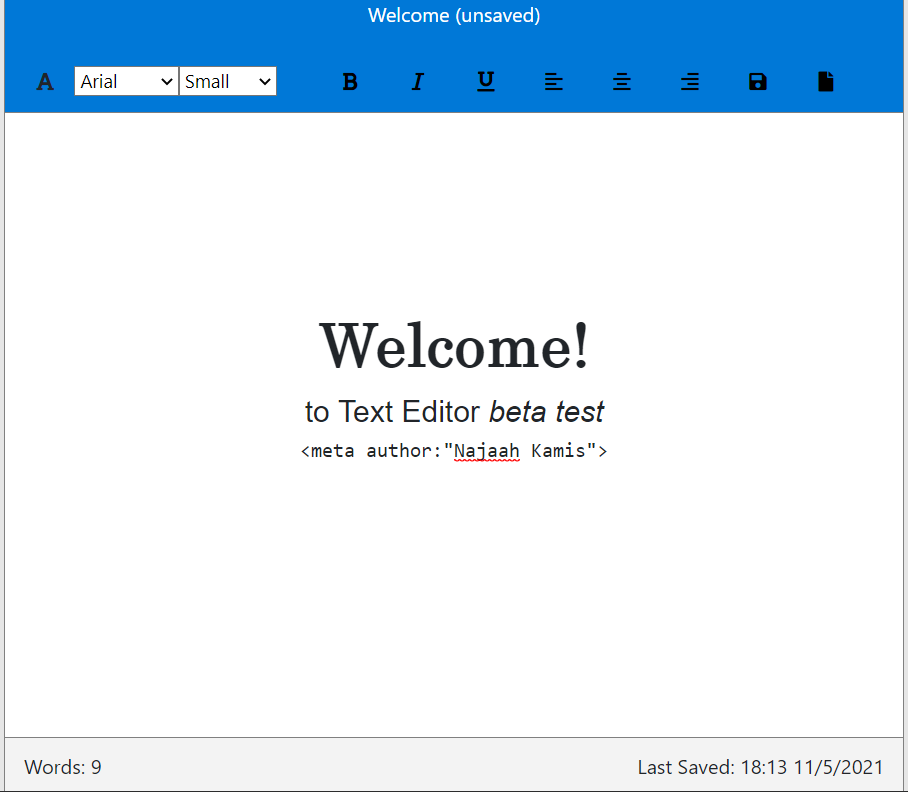 Welcome (unsaved)
A Arial Small B I U
Welcome!
to Text Editor beta test
<meta author:"Najaah Kamis">
Words: 9 Last Saved: 18:13 11/5/2021